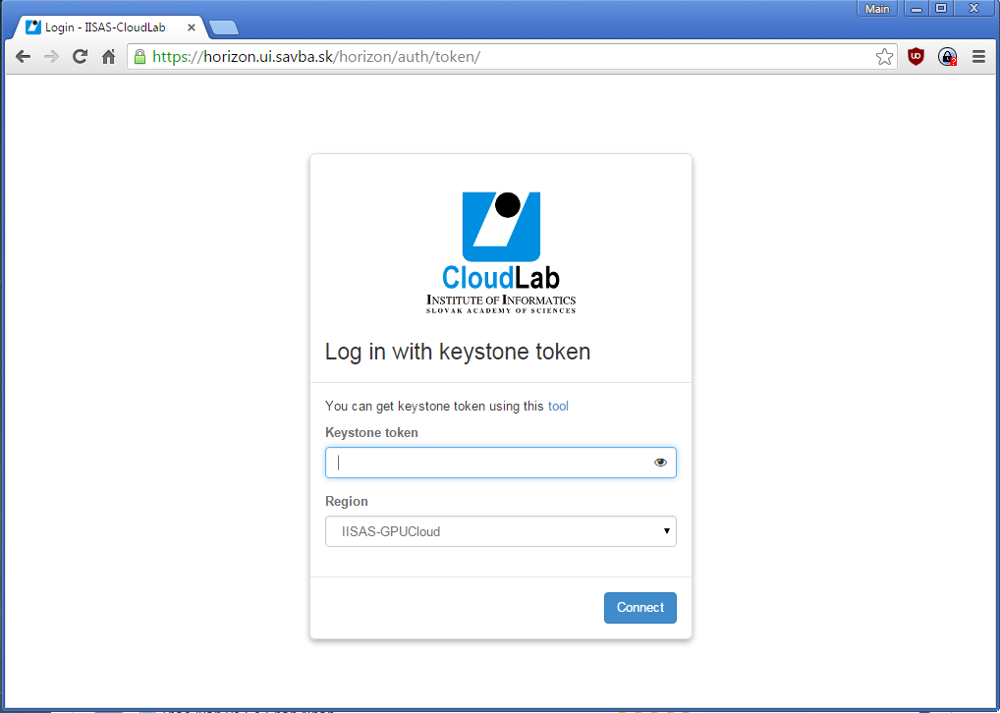 Main
Login - IISAS-CloudLab
https://horizon.ui.savba.sk/horizon/auth/token/
CloudLab
INSTITUTE OF INFORMATICS
SLOVAK ACADEMY OF SCIENCES
Log in with keystone token
You can get keystone token using this tool
Keystone token
Region
IISAS-GPUCloud
Connect